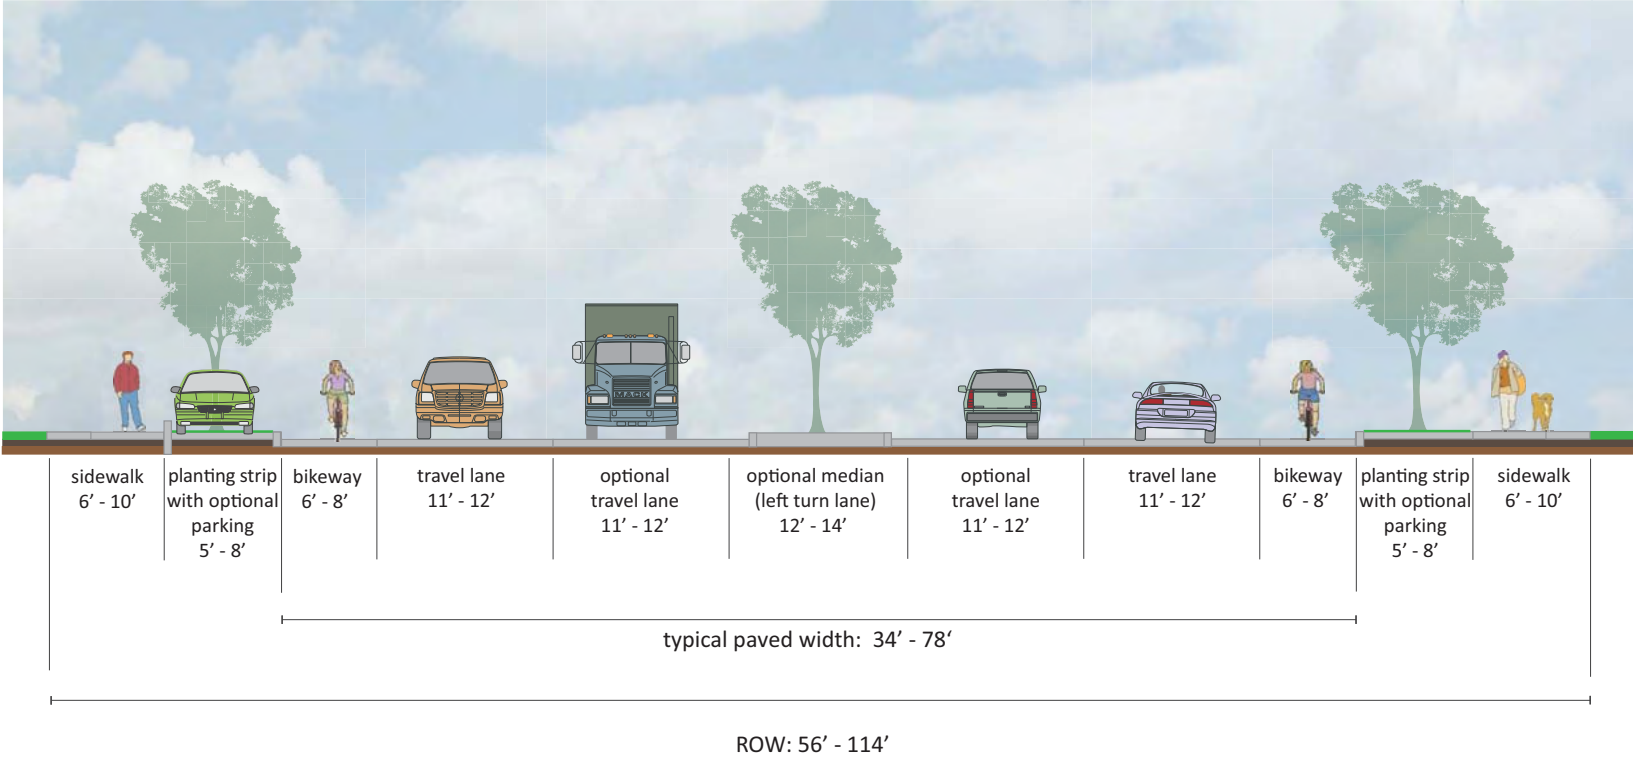 MACK
sidewalk
6’ - 10’
planting strip
with optional
parking
5’ - 8’
bikeway
6’ - 8’
travel lane
11’ - 12’
optional
travel lane
11’ - 12’
optional median
(left turn lane)
12’ - 14’
optional
travel lane
11’ - 12’
travel lane
11’ - 12’
bikeway
6’ - 8’
planting strip
with optional
parking
5’ - 8’
sidewalk
6’ - 10’
typical paved width:  34’ - 78‘
ROW: 56’ - 114’